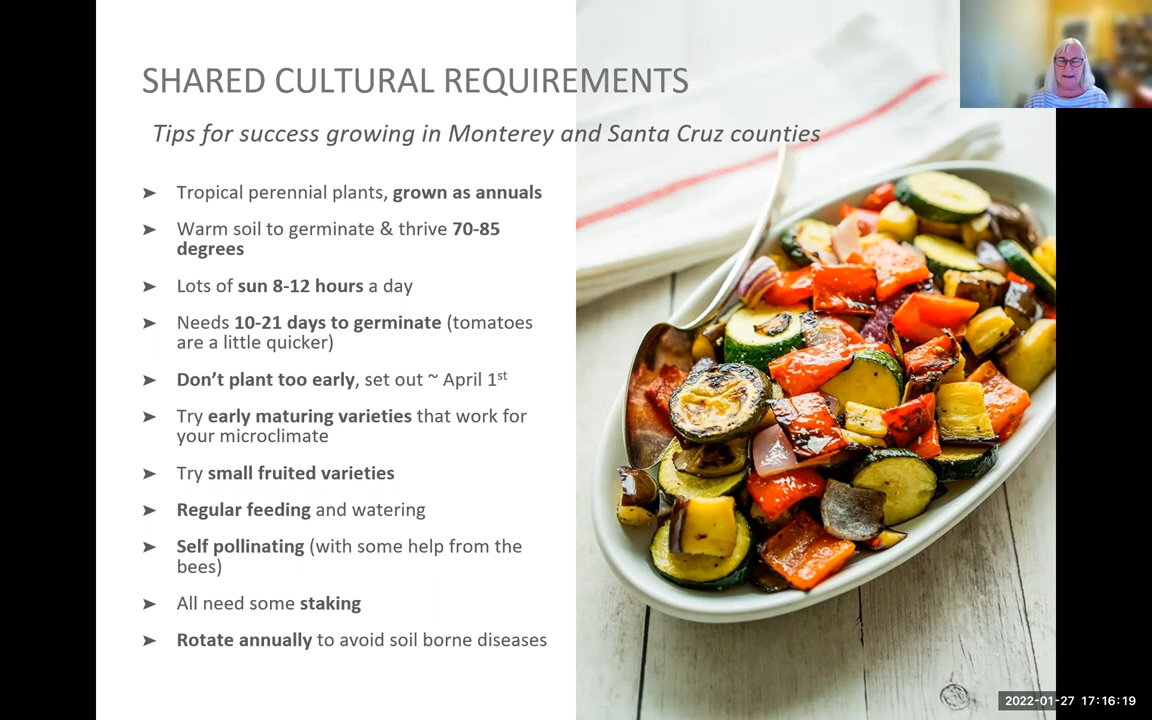 SHARED CULTURAL REQUIREMENTS
Tips for success growing in Monterey and Santa Cruz counties
➤ Tropical perennial plants, grown as annuals
➤ Warm soil to germinate & thrive 70-85
degrees
➤ Lots of sun 8-12 hours a day
➤ Needs 10-21 days to germinate (tomatoes
are a little quicker)
➤ Don’t plant too early, set out ~ April 1st
➤ Try early maturing varieties that work for
your microclimate
➤ Try small fruited varieties
➤ Regular feeding and watering
➤ Self pollinating (with some help from the
bees)
➤ All need some staking
➤ Rotate annually to avoid soil borne diseases
2022-01-27 17:16:19